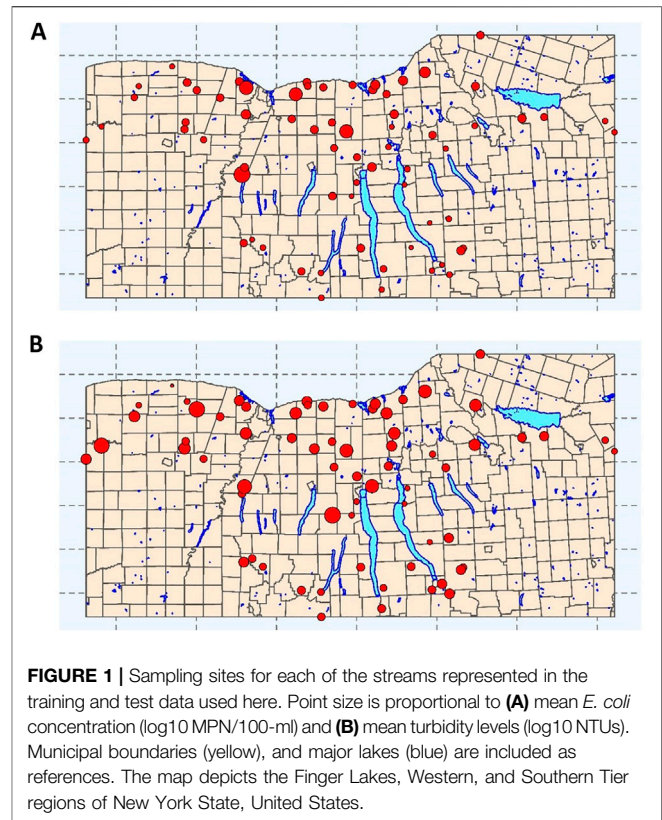 A
B
FIGURE 1 | Sampling sites for each of the streams represented in the
training and test data used here. Point size is proportional to (A) mean E. coli
concentration (log10 MPN/100-ml) and (B) mean turbidity levels (log10 NTUs).
Municipal boundaries (yellow), and major lakes (blue) are included as
references. The map depicts the Finger Lakes, Western, and Southern Tier
regions of New York State, United States.